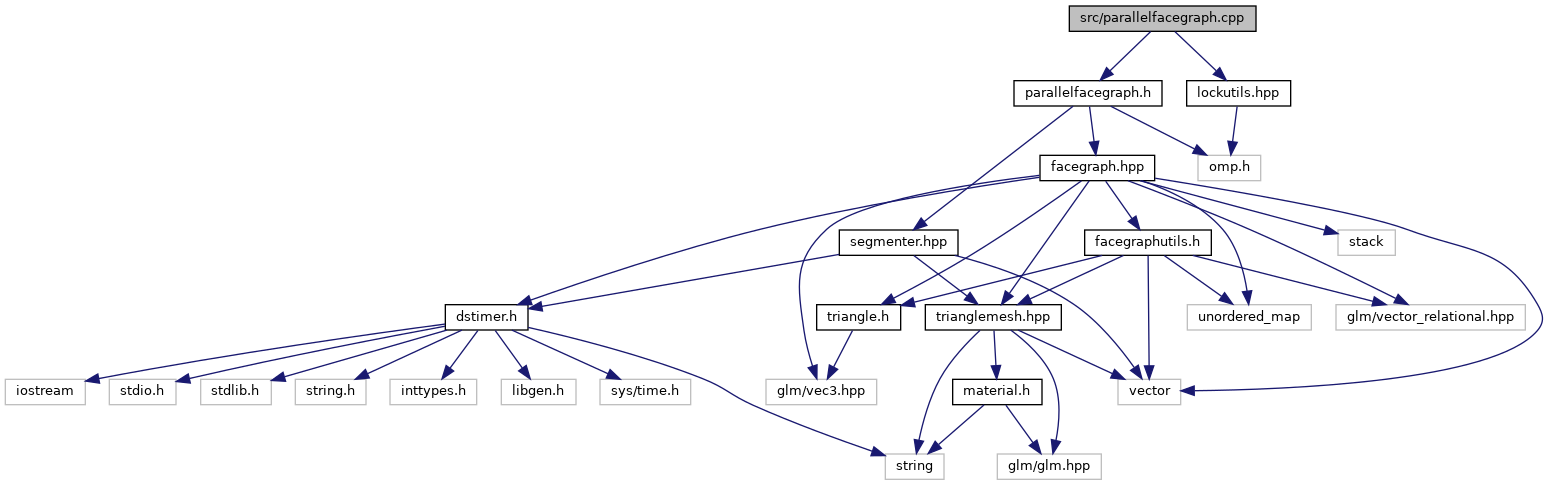 src/parallelfacegraph.cpp
parallelfacegraph.h
lockutils.hpp
facegraph.hpp
omp.h
segmenter.hpp
facegraphutils.h
stack
dstimer.h
triangle.h
trianglemesh.hpp
unordered_map
glm/vector_relational.hpp
iostream
stdio.h
stdlib.h
string.h
inttypes.h
libgen.h
sys/time.h
glm/vec3.hpp
material.h
vector
string
glm/glm.hpp